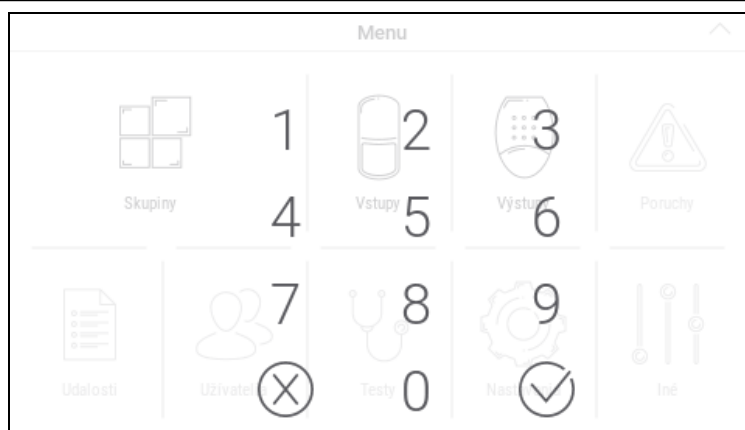 Menu
1 2 3
Skupiny Vstupy Výstupy Poruchy
4 5 6
7 8 9
Udalosti Užívatelia Testy Nastavenie Iné
0